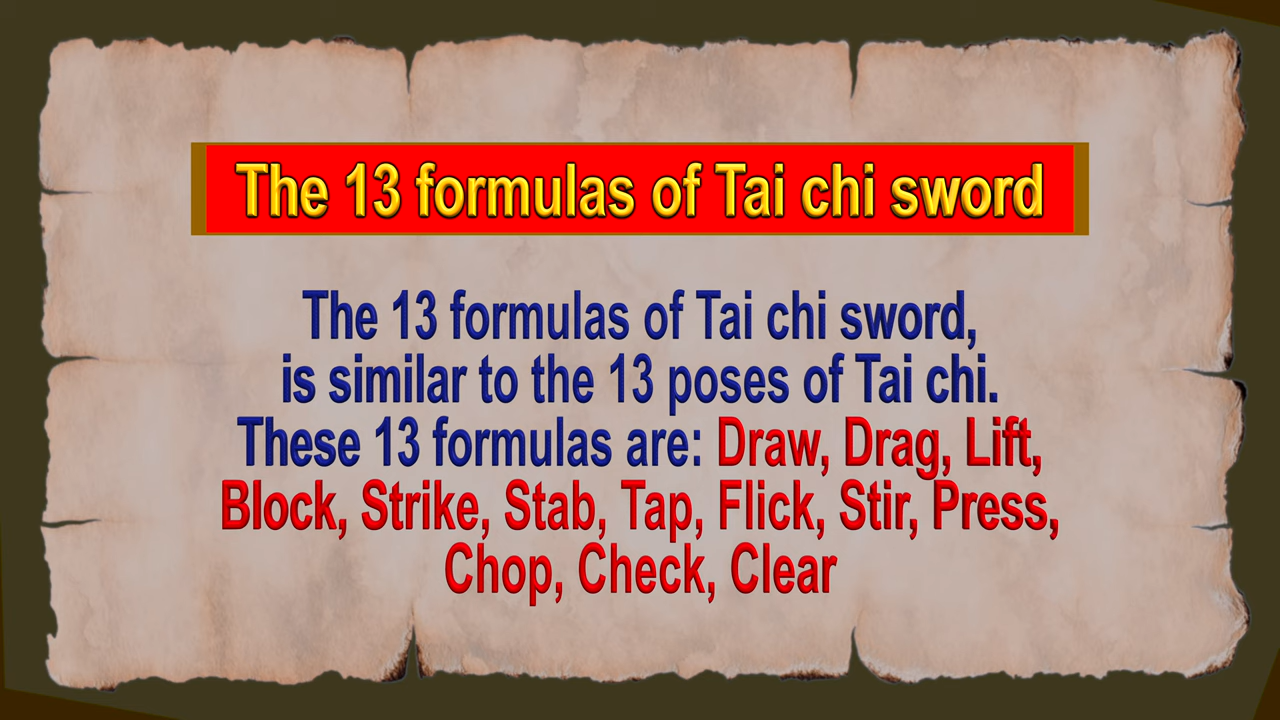 The 13 formulas of Tai chi sword
The 13 formulas of Tai chi sword,
is similar to the 13 poses of Tai chi.
These 13 formulas are: Draw, Drag, Lift,
Block, Strike, Stab, Tap, Flick, Stir, Press,
Chop, Check, Clear